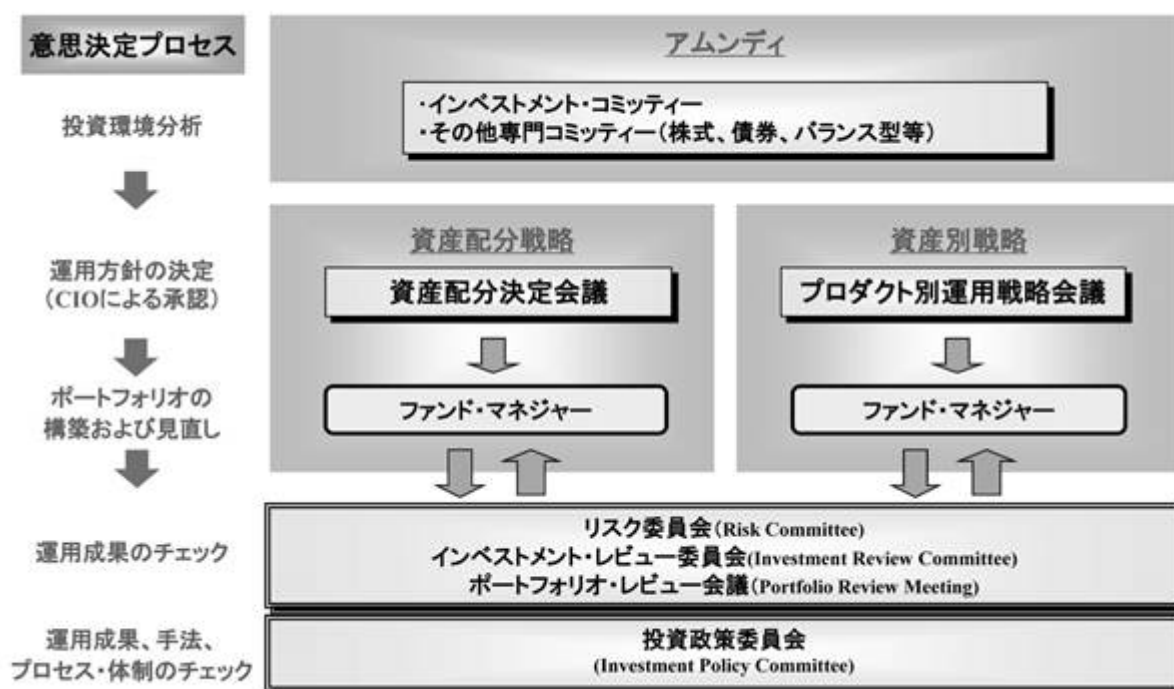 意思決定プロセス
アムンディ
・インベストメント・コミッティー
・その他専門コミッティー(株式、債券、バランス型等)
投資環境分析
資産配分戦略
資産別戦略
運用方針の決定
(CIOによる承認)
資産配分決定会議
プロダクト別運用戦略会議
ポートフォリオの
構築および見直し
ファンド・マネジャー
ファンド・マネジャー
運用成果のチェック
リスク委員会(Risk Committee)
インベストメント・レビュー委員会(Investment Review Committee)
ポートフォリオ・レビュー会議(Portfolio Review Meeting)
運用成果、手法、
プロセス・体制のチェック
投資政策委員会
(Investment Policy Committee)